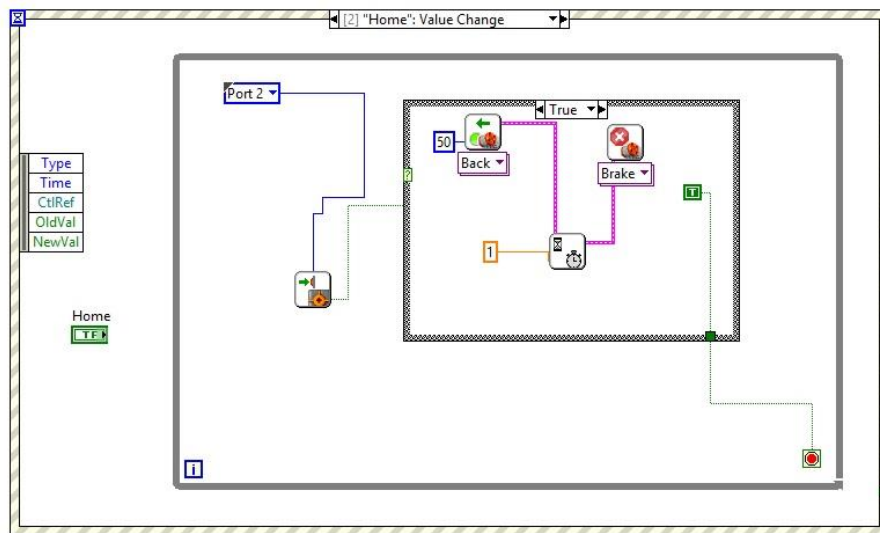 [2] "Home": Value Change
Port 2
True
50
Back
Brake
?
Type
Time
CtlRef
OldVal
NewVal
T
1
Home
TF
i